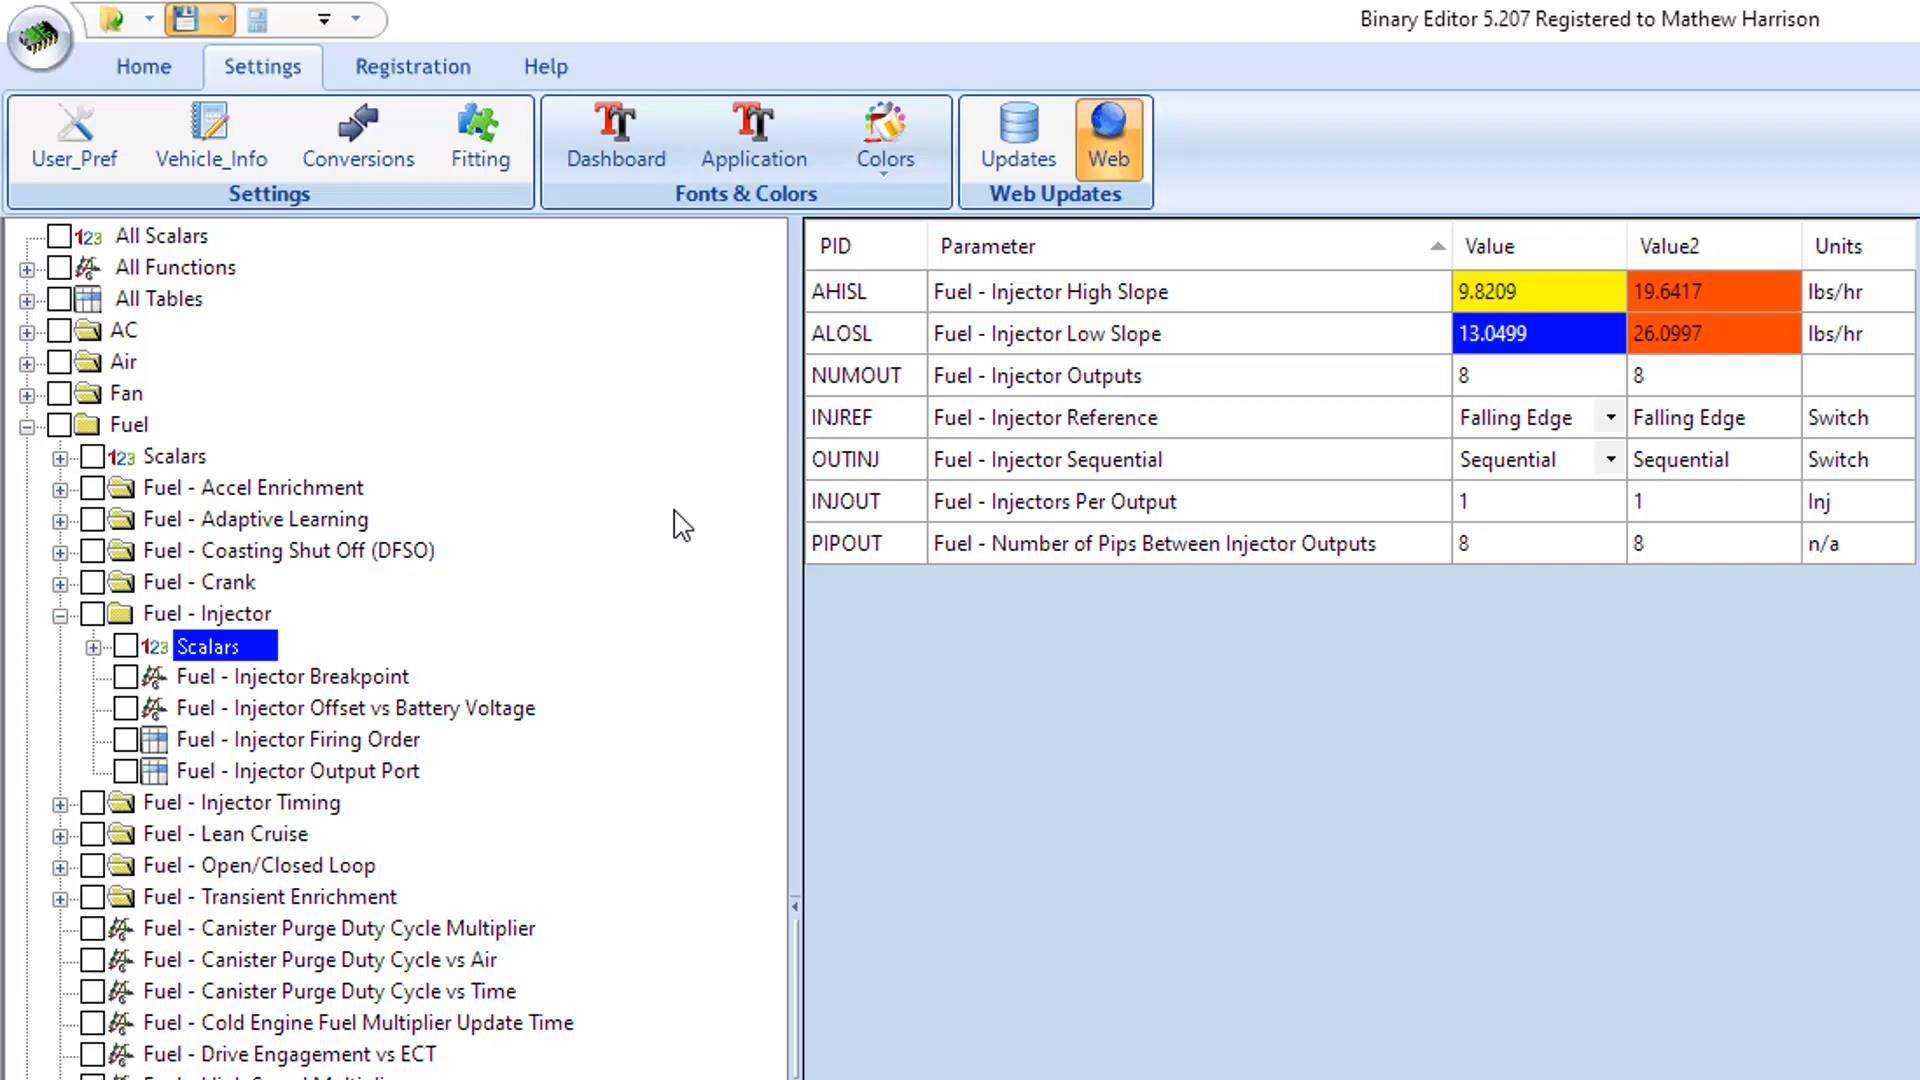 Binary Editor 5.207 Registered to Mathew Harrison
Home Settings Registration Help
User_Pref Vehicle_Info Conversions Fitting Dashboard Application Colors Updates Web
Settings Fonts & Colors Web Updates
123 All Scalars
All Functions
All Tables
AC
Air
Fan
Fuel
123 Scalars
Fuel - Accel Enrichment
Fuel - Adaptive Learning
Fuel - Coasting Shut Off (DFSO)
Fuel - Crank
Fuel - Injector
123 Scalars
Fuel - Injector Breakpoint
Fuel - Injector Offset vs Battery Voltage
Fuel - Injector Firing Order
Fuel - Injector Output Port
Fuel - Injector Timing
Fuel - Lean Cruise
Fuel - Open/Closed Loop
Fuel - Transient Enrichment
Fuel - Canister Purge Duty Cycle Multiplier
Fuel - Canister Purge Duty Cycle vs Air
Fuel - Canister Purge Duty Cycle vs Time
Fuel - Cold Engine Fuel Multiplier Update Time
Fuel - Drive Engagement vs ECT
PID Parameter Value Value2 Units
AHISL Fuel - Injector High Slope 9.8209 19.6417 lbs/hr
ALOSL Fuel - Injector Low Slope 13.0499 26.0997 lbs/hr
NUMOUT Fuel - Injector Outputs 8 8
INJREF Fuel - Injector Reference Falling Edge Falling Edge Switch
OUTINJ Fuel - Injector Sequential Sequential Sequential Switch
INJOUT Fuel - Injectors Per Output 1 1 Inj
PIPOUT Fuel - Number of Pips Between Injector Outputs 8 8 n/a